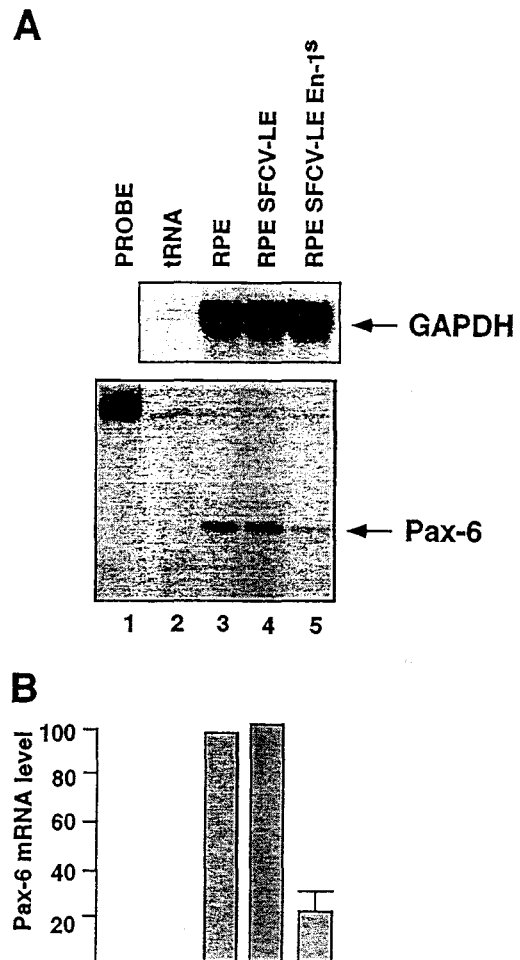 A
PROBE
tRNA
RPE
RPE SFCV-LE
RPE SFCV-LE En-1s
GAPDH
Pax-6
1 2 3 4 5
B
Pax-6 mRNA level
100
80
60
40
20